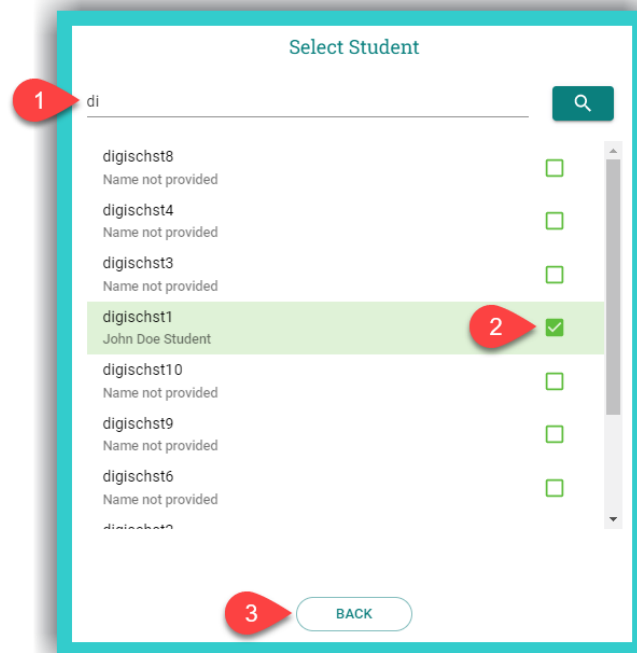 Select Student
1
di
digischst8
Name not provided
digischst4
Name not provided
digischst3
Name not provided
digischst1
John Doe Student
2
digischst10
Name not provided
digischst9
Name not provided
digischst6
Name not provided
3
BACK